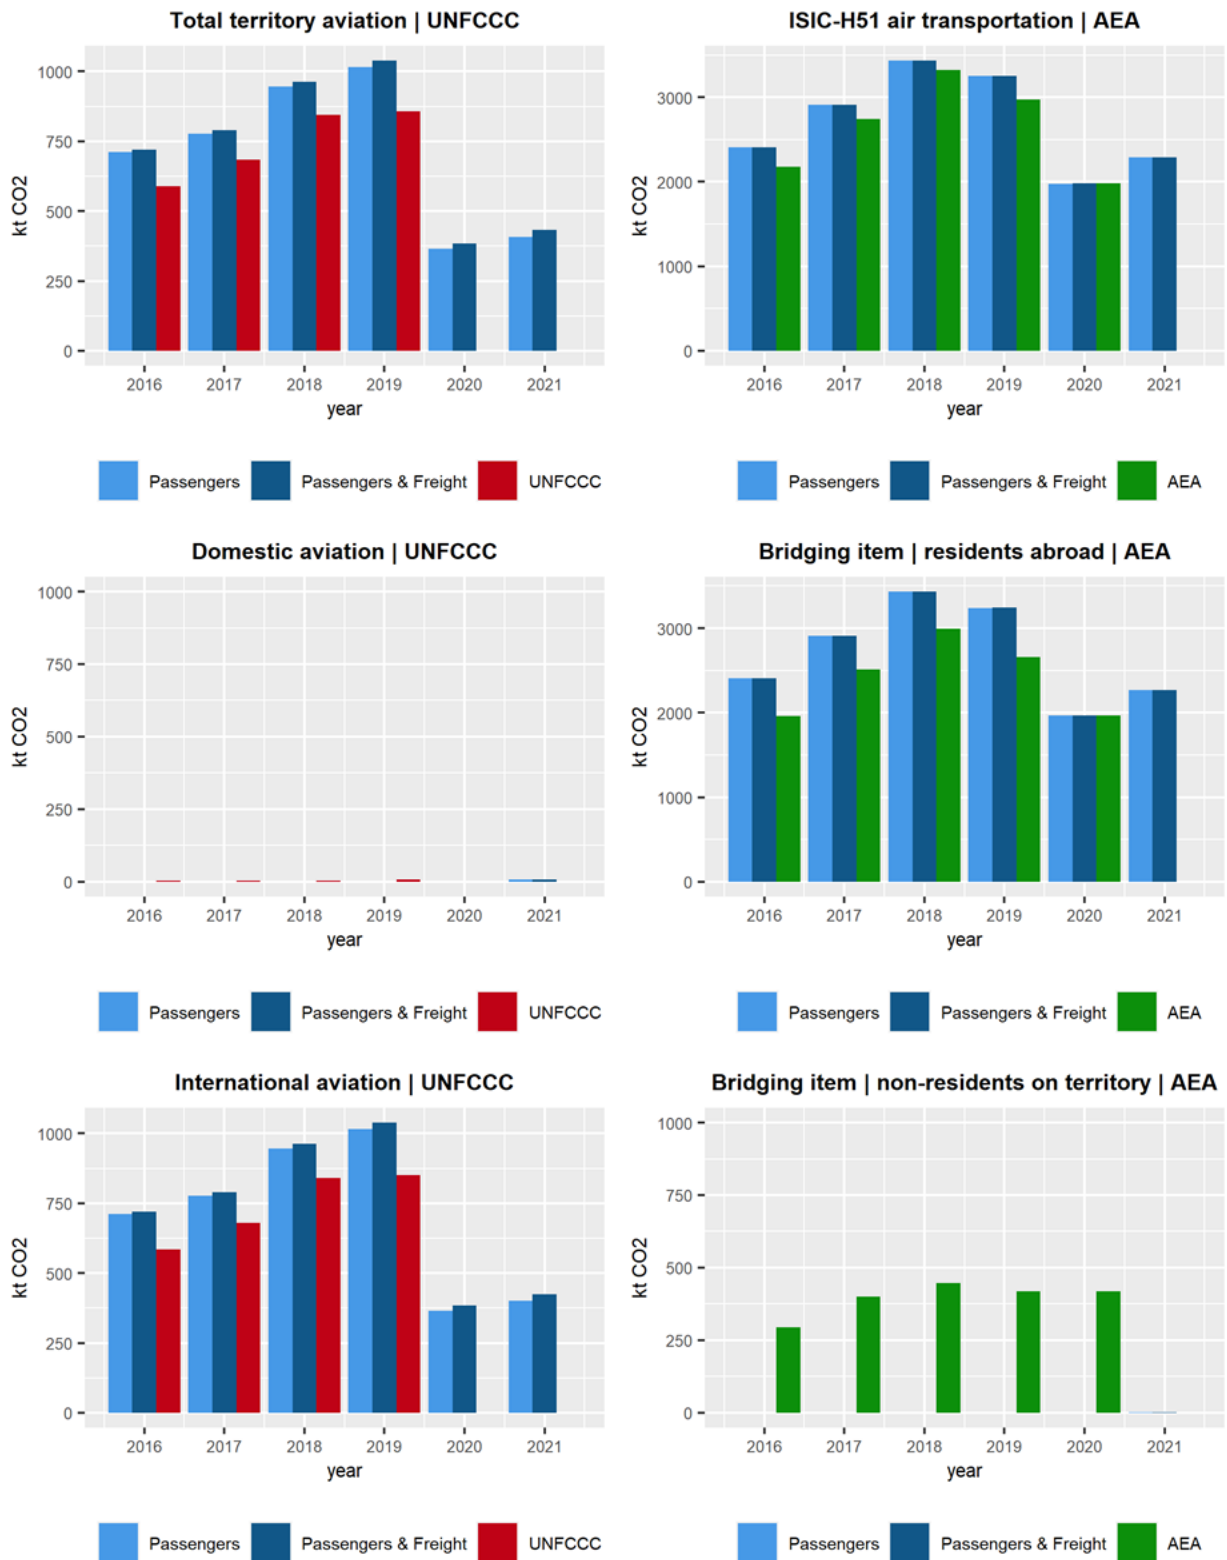 Total territory aviation | UNFCCC
1000
750
500
250
0
kt CO2
2016 2017 2018 2019 2020 2021
year
Passengers Passengers & Freight UNFCCC
ISIC-H51 air transportation | AEA
3000
2000
1000
0
kt CO2
2016 2017 2018 2019 2020 2021
year
Passengers Passengers & Freight AEA
Domestic aviation | UNFCCC
1000
750
500
250
0
kt CO2
2016 2017 2018 2019 2020 2021
year
Passengers Passengers & Freight UNFCCC
Bridging item | residents abroad | AEA
3000
2000
1000
0
kt CO2
2016 2017 2018 2019 2020 2021
year
Passengers Passengers & Freight AEA
International aviation | UNFCCC
1000
750
500
250
0
kt CO2
2016 2017 2018 2019 2020 2021
year
Passengers Passengers & Freight UNFCCC
Bridging item | non-residents on territory | AEA
1000
750
500
250
0
kt CO2
2016 2017 2018 2019 2020 2021
year
Passengers Passengers & Freight AEA